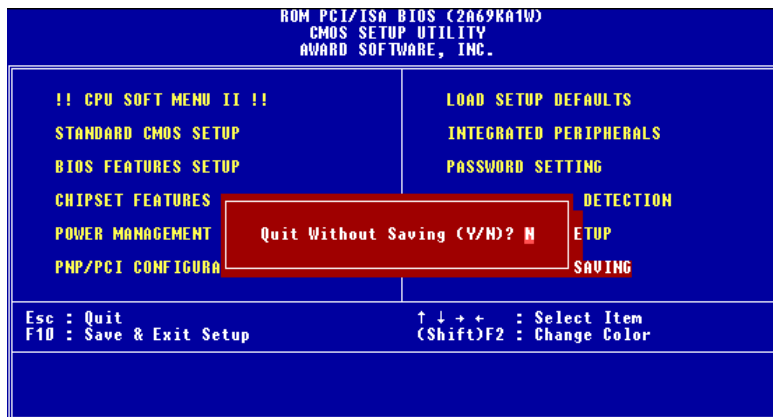 ROM PCI/ISA BIOS (2A69KA1W)
CMOS SETUP UTILITY
AWARD SOFTWARE, INC.
!! CPU SOFT MENU II !!
STANDARD CMOS SETUP
BIOS FEATURES SETUP
CHIPSET FEATURES
POWER MANAGEMENT
PNP/PCI CONFIGURA
LOAD SETUP DEFAULTS
INTEGRATED PERIPHERALS
PASSWORD SETTING
DETECTION
ETUP
SAVING
Quit Without Saving (Y/N)? N
Esc : Quit
F10 : Save & Exit Setup
↑ ↓ → ← : Select Item
(Shift)F2 : Change Color